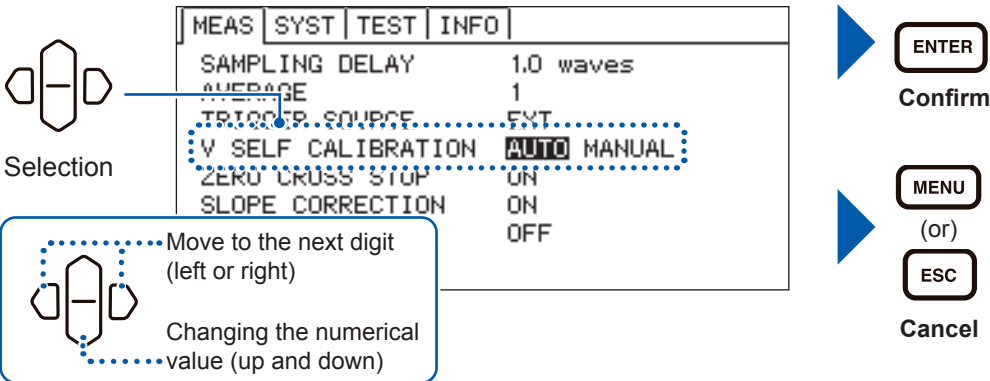 MEAS SYST TEST INFO
SAMPLING DELAY 1.0 waves
AVERAGE 1
TRIGGER SOURCE EXT
V SELF CALIBRATION AUTO MANUAL
ZERO CROSS STOP ON
SLOPE CORRECTION ON
OFF
Selection
Move to the next digit
(left or right)
Changing the numerical
value (up and down)
ENTER
Confirm
MENU
(or)
ESC
Cancel